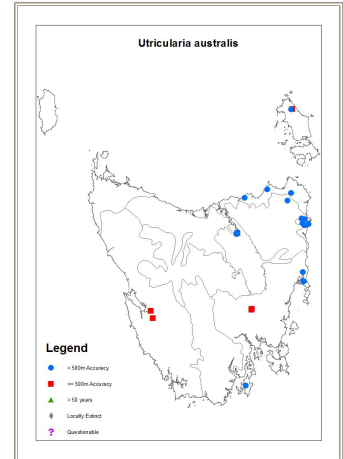 Utricularia australis
Legend
< 500m Accuracy
>= 500m Accuracy
> 50 years
Locally Extinct
? Questionable